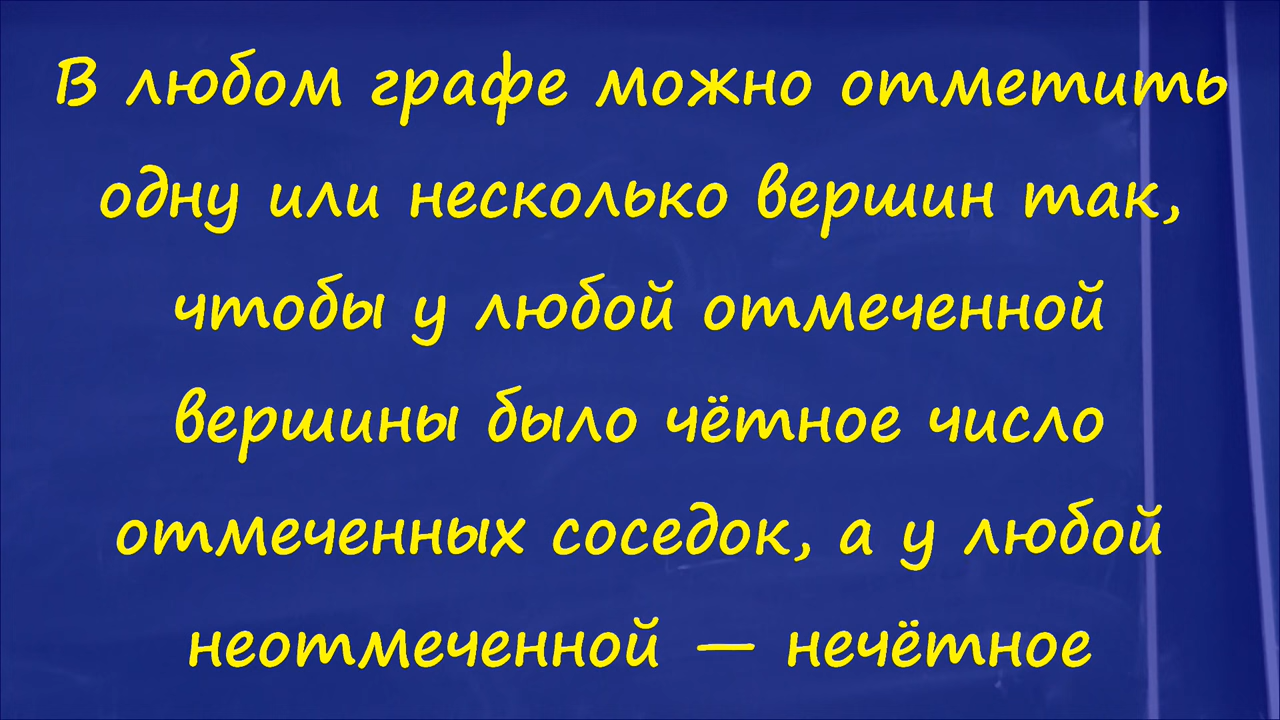 В любом графе можно отметить
одну или несколько вершин так,
чтобы у любой отмеченной
вершины было чётное число
отмеченных соседок, а у любой
неотмеченной — нечётное